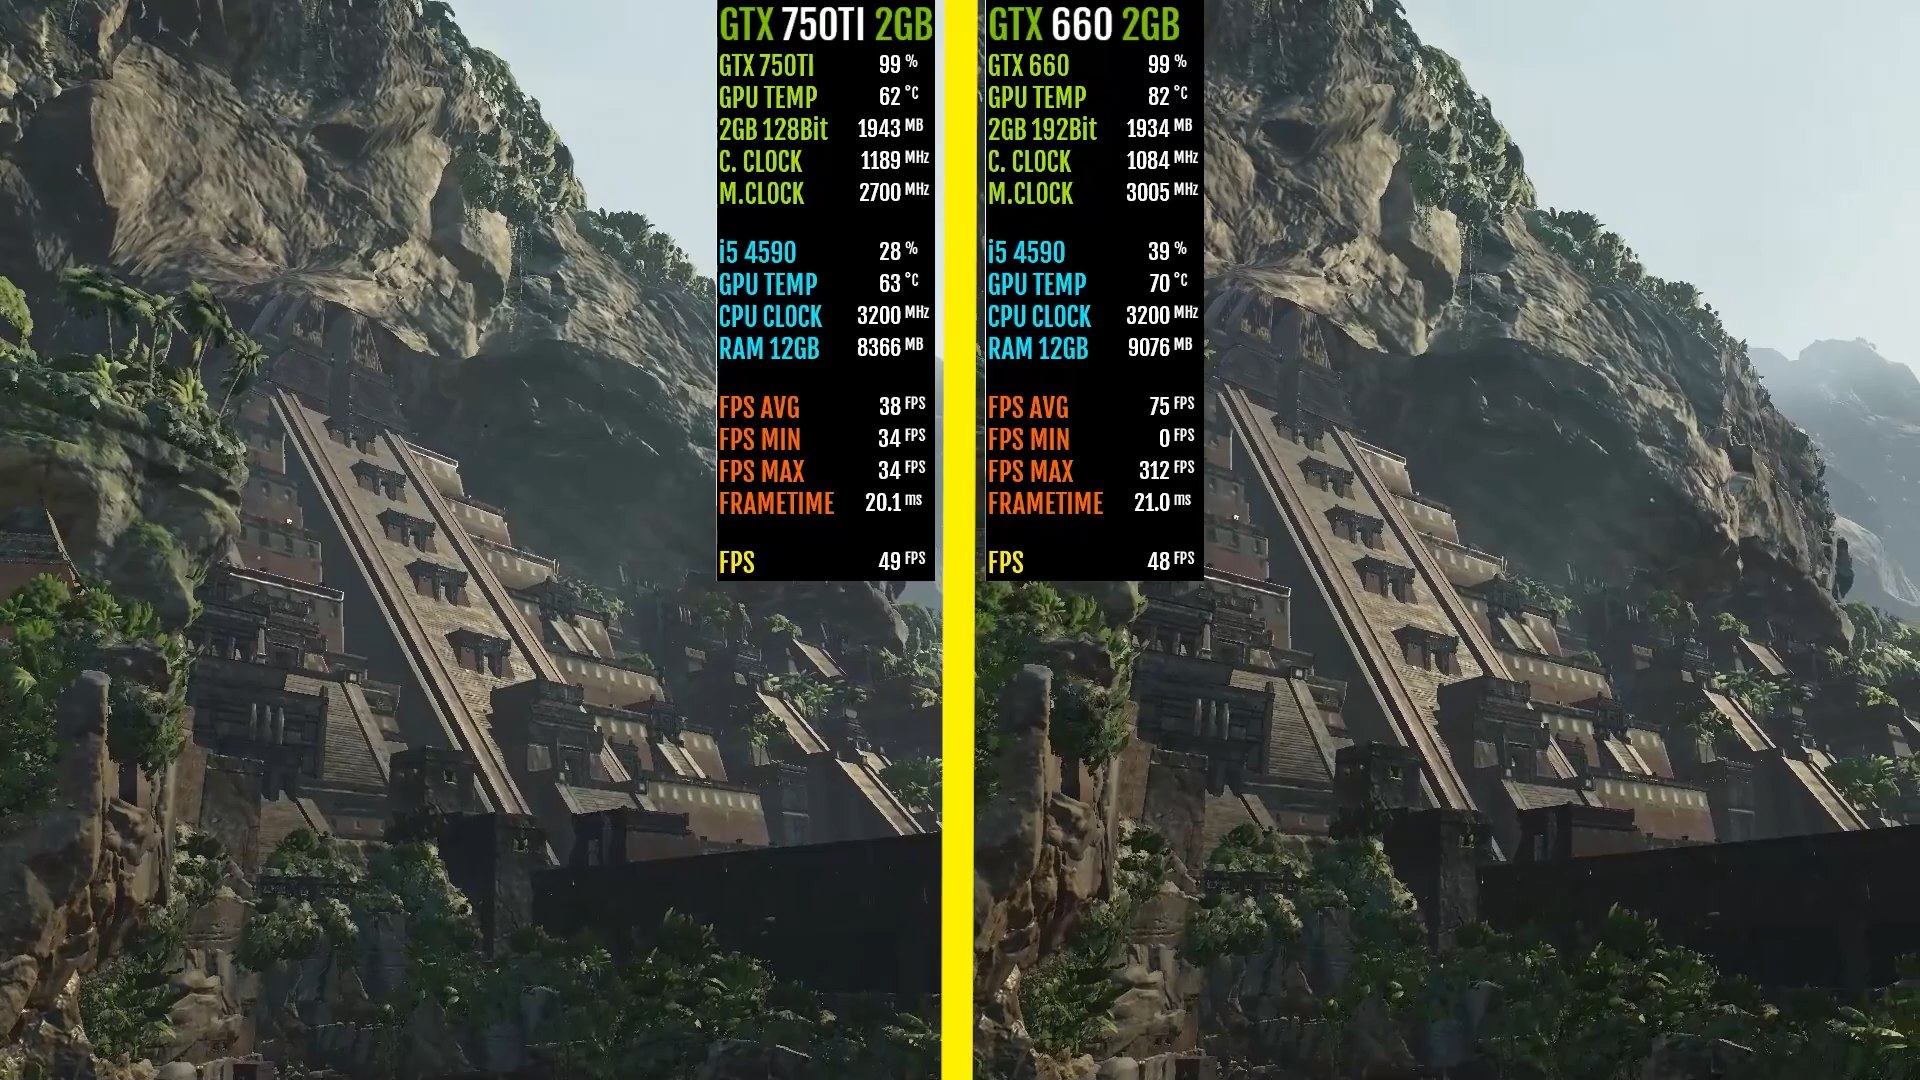 GTX 750TI 2GB
GTX 750TI 99 %
GPU TEMP 62 °C
2GB 128Bit 1943 MB
C. CLOCK 1189 MHz
M.CLOCK 2700 MHz
i5 4590 28 %
GPU TEMP 63 °C
CPU CLOCK 3200 MHz
RAM 12GB 8366 MB
FPS AVG 38 FPS
FPS MIN 34 FPS
FPS MAX 34 FPS
FRAMETIME 20.1 ms
FPS 49 FPS
GTX 660 2GB
GTX 660 99 %
GPU TEMP 82 °C
2GB 192Bit 1934 MB
C. CLOCK 1084 MHz
M.CLOCK 3005 MHz
i5 4590 39 %
GPU TEMP 70 °C
CPU CLOCK 3200 MHz
RAM 12GB 9076 MB
FPS AVG 75 FPS
FPS MIN 0 FPS
FPS MAX 312 FPS
FRAMETIME 21.0 ms
FPS 48 FPS